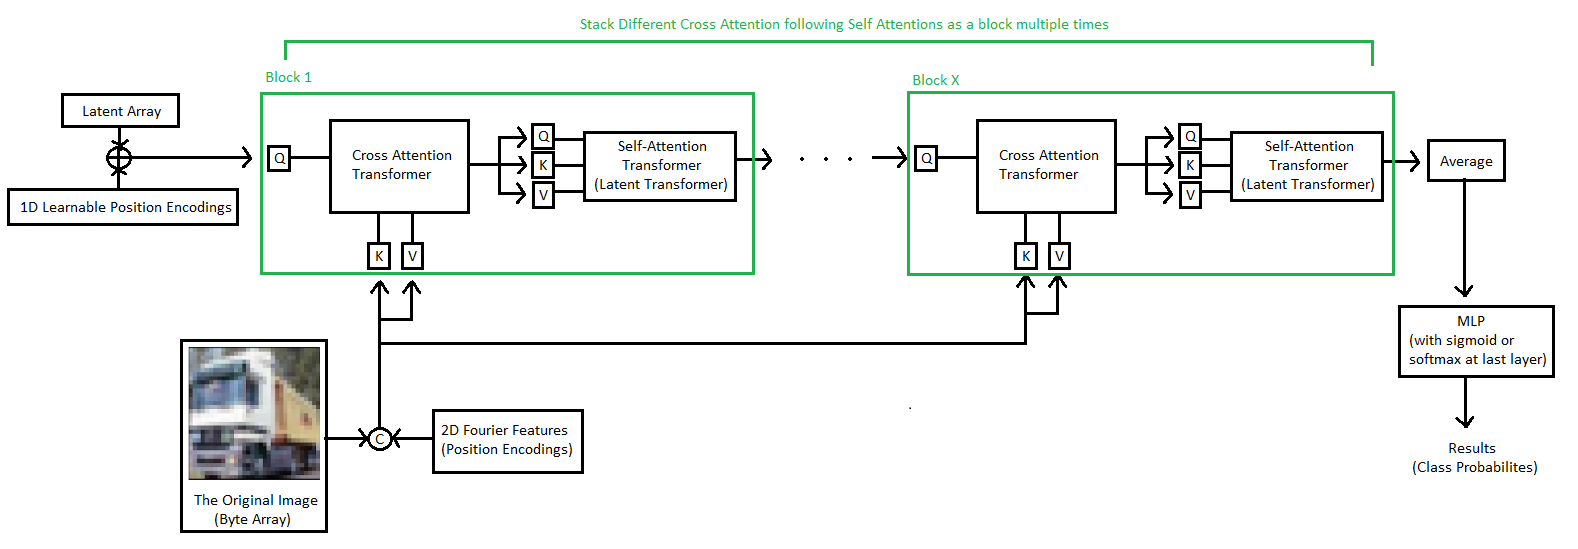 Stack Different Cross Attention following Self Attentions as a block multiple times
Block 1
Block X
Latent Array
1D Learnable Position Encodings
Q
Cross Attention
Transformer
K
V
Q
K
V
Self-Attention
Transformer
(Latent Transformer)
. . .
Q
Cross Attention
Transformer
K
V
Q
K
V
Self-Attention
Transformer
(Latent Transformer)
Average
MLP
(with sigmoid or
softmax at last layer)
Results
(Class Probabilites)
The Original Image
(Byte Array)
C
2D Fourier Features
(Position Encodings)